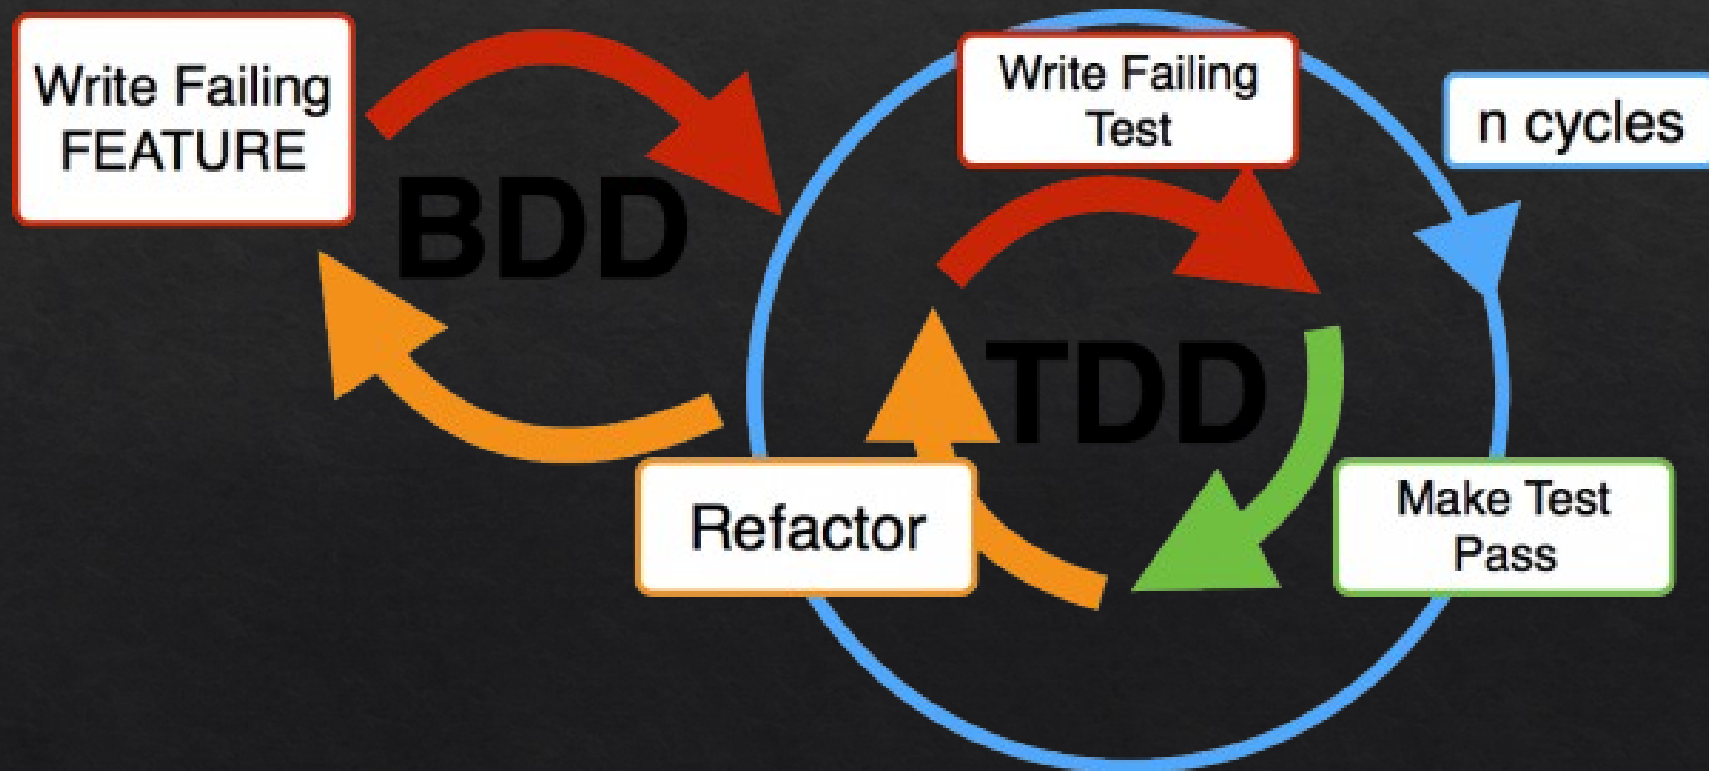 Write Failing
FEATURE
BDD
Write Failing
Test
n cycles
TDD
Refactor
Make Test
Pass